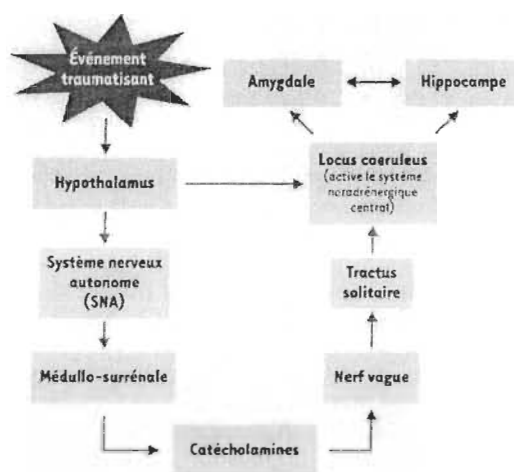 Événement
traumatisant
Amygdale
Hippocampe
Hypothalamus
Locus coeruleus
(active le système
noradrénergique
central)
Système nerveux
autonome
(SNA)
Tractus
solitaire
Médullo-surrénale
Nerf vague
Catécholamines